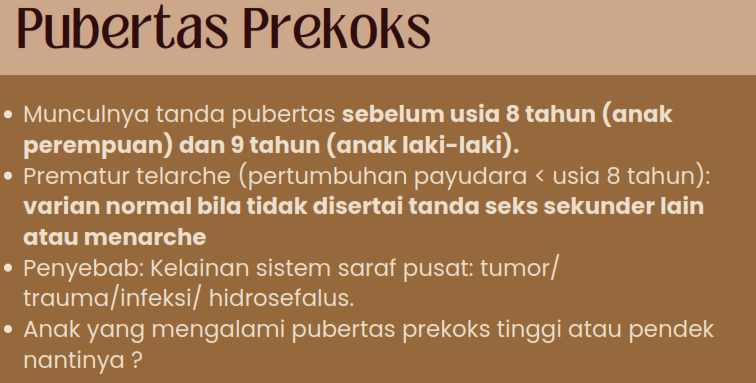 Pubertas Prekoks
• Munculnya tanda pubertas sebelum usia 8 tahun (anak
perempuan) dan 9 tahun (anak laki-laki).
• Prematur telarche (pertumbuhan payudara < usia 8 tahun):
varian normal bila tidak disertai tanda seks sekunder lain
atau menarche
• Penyebab: Kelainan sistem saraf pusat: tumor/
trauma/infeksi/ hidrosefalus.
• Anak yang mengalami pubertas prekoks tinggi atau pendek
nantinya ?